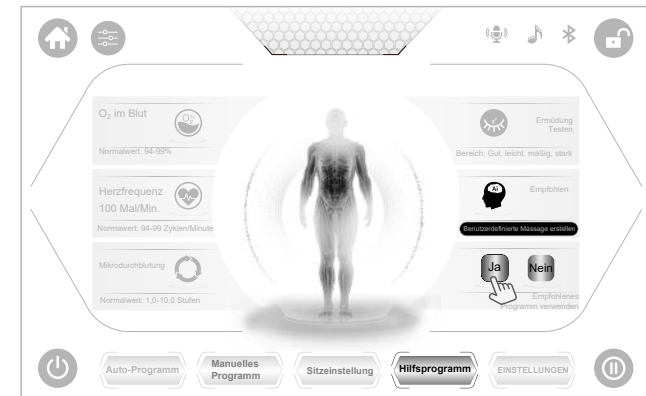 O₂ im Blut
O₂
Normalwert: 94-99%
Ermüdung
Testen
Bereich: Gut, leicht, mäßig, stark
Herzfrequenz
100 Mal/Min.
Normawert: 94-99 Zyklen/Minute
Ai
Empfohlen
Benutzerdefinierte Massage erstellen
Mikrodurchblutung
Normalwert: 1,0-10,0 Stufen
Ja
Nein
Empfohlenes
Programm verwenden
Auto-Programm
Manuelles
Programm
Sitzeinstellung
Hilfsprogramm
EINSTELLUNGEN